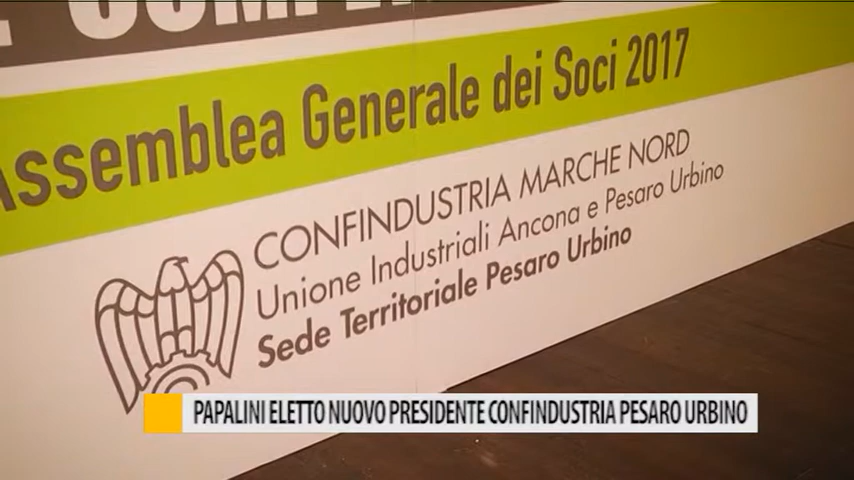 Assemblea Generale dei Soci 2017
CONFINDUSTRIA MARCHE NORD
Unione Industriali Ancona e Pesaro Urbino
Sede Territoriale Pesaro Urbino
PAPALINI ELETTO NUOVO PRESIDENTE CONFINDUSTRIA PESARO URBINO